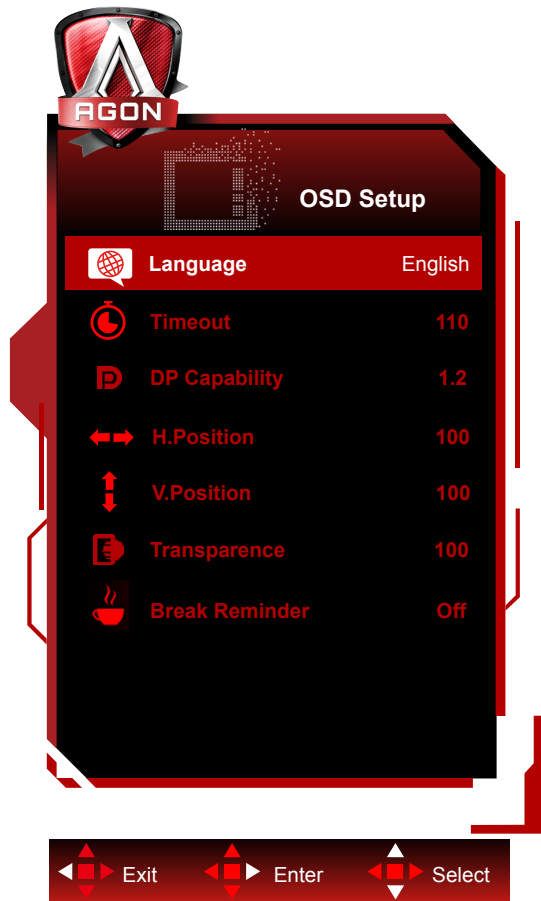 AGON
OSD Setup
Language English
Timeout 110
DP Capability 1.2
H.Position 100
V.Position 100
Transparence 100
Break Reminder Off
Exit Enter Select